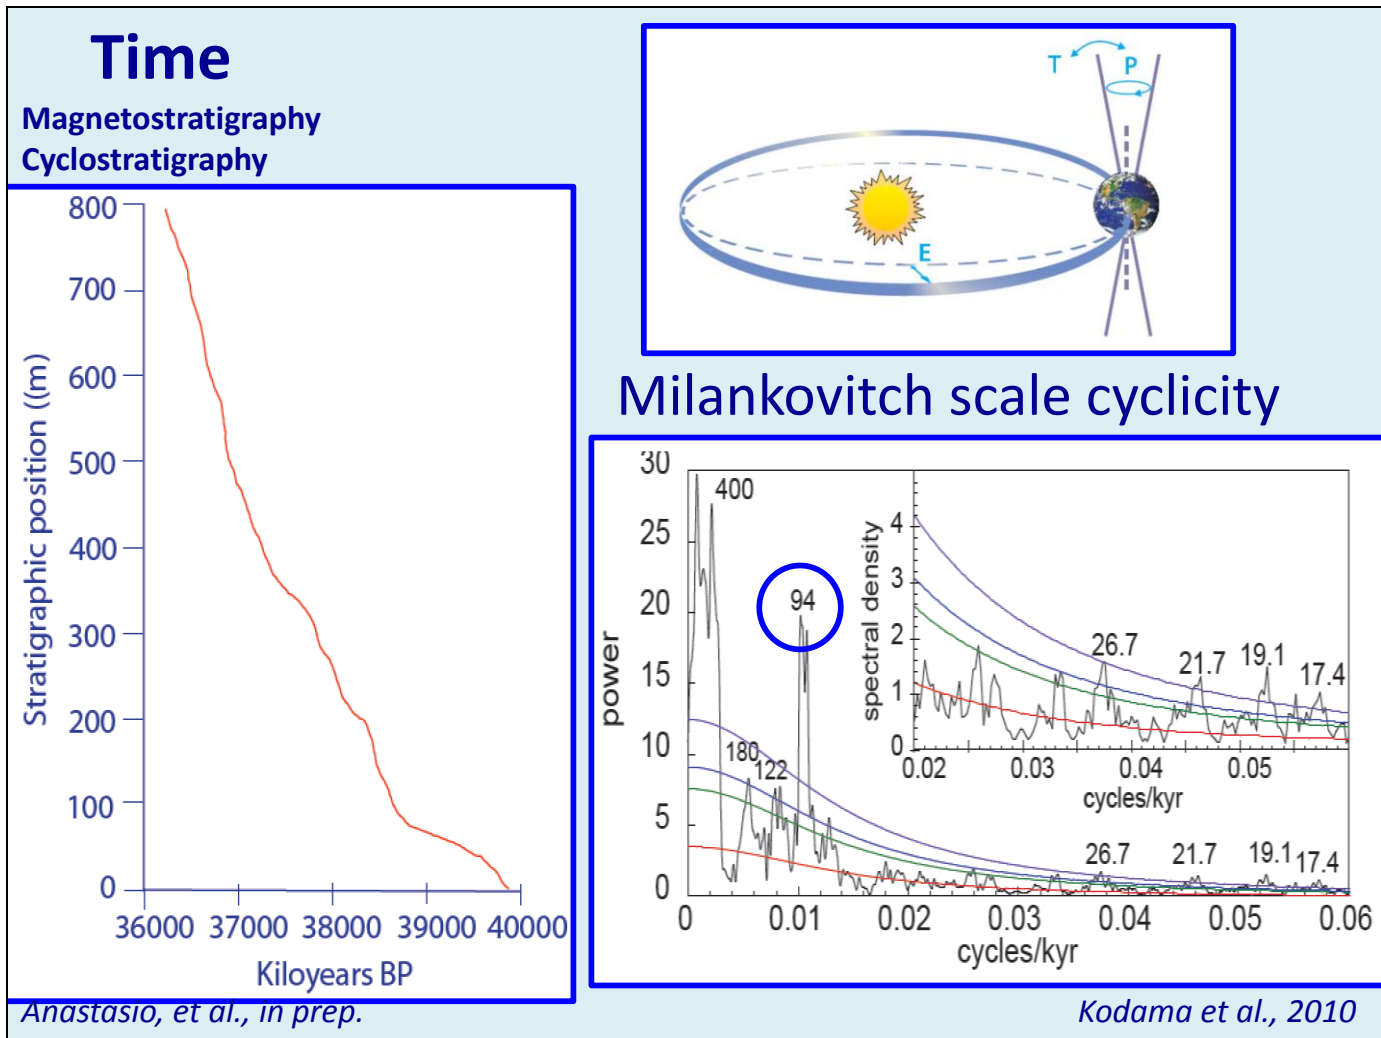 Time
Magnetostratigraphy
Cyclostratigraphy
T
P
E
Milankovitch scale cyclicity
Stratigraphic position ((m)
800
700
600
500
400
300
200
100
0
36000 37000 38000 39000 40000
Kiloyears BP
power
30
25
20
15
10
5
0
400
94
180
122
26.7
21.7
19.1
17.4
0 0.01 0.02 0.03 0.04 0.05 0.06
cycles/kyr
spectral density
4
3
2
1
0
26.7
21.7
19.1
17.4
0.02 0.03 0.04 0.05
cycles/kyr
Anastasio, et al., in prep.
Kodama et al., 2010